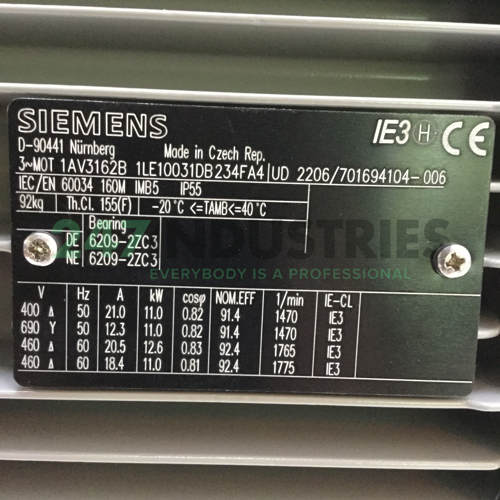 SIEMENS IE3 H CE
D-90441 Nürnberg Made in Czech Rep.
3~MOT 1AV3162B 1LE10031DB234FA4 UD 2206/701694104-006
IEC/EN 60034 160M IMB5 IP55
92kg Th.Cl. 155(F) -20°C <=TAMB<=40°C
Bearing
DE 6209-2ZC3
NE 6209-2ZC3
INDUSTRIES
EVERYBODY IS A PRIORITY TO US
V Hz A kW cosφ NOM.EFF 1/min IE-CL
400 Δ 50 21.0 11.0 0.82 91.4 1470 IE3
690 Y 50 12.3 11.0 0.82 91.4 1470 IE3
460 Δ 60 20.5 12.6 0.83 92.4 1765 IE3
460 Δ 60 18.4 11.0 0.81 92.4 1775 IE3